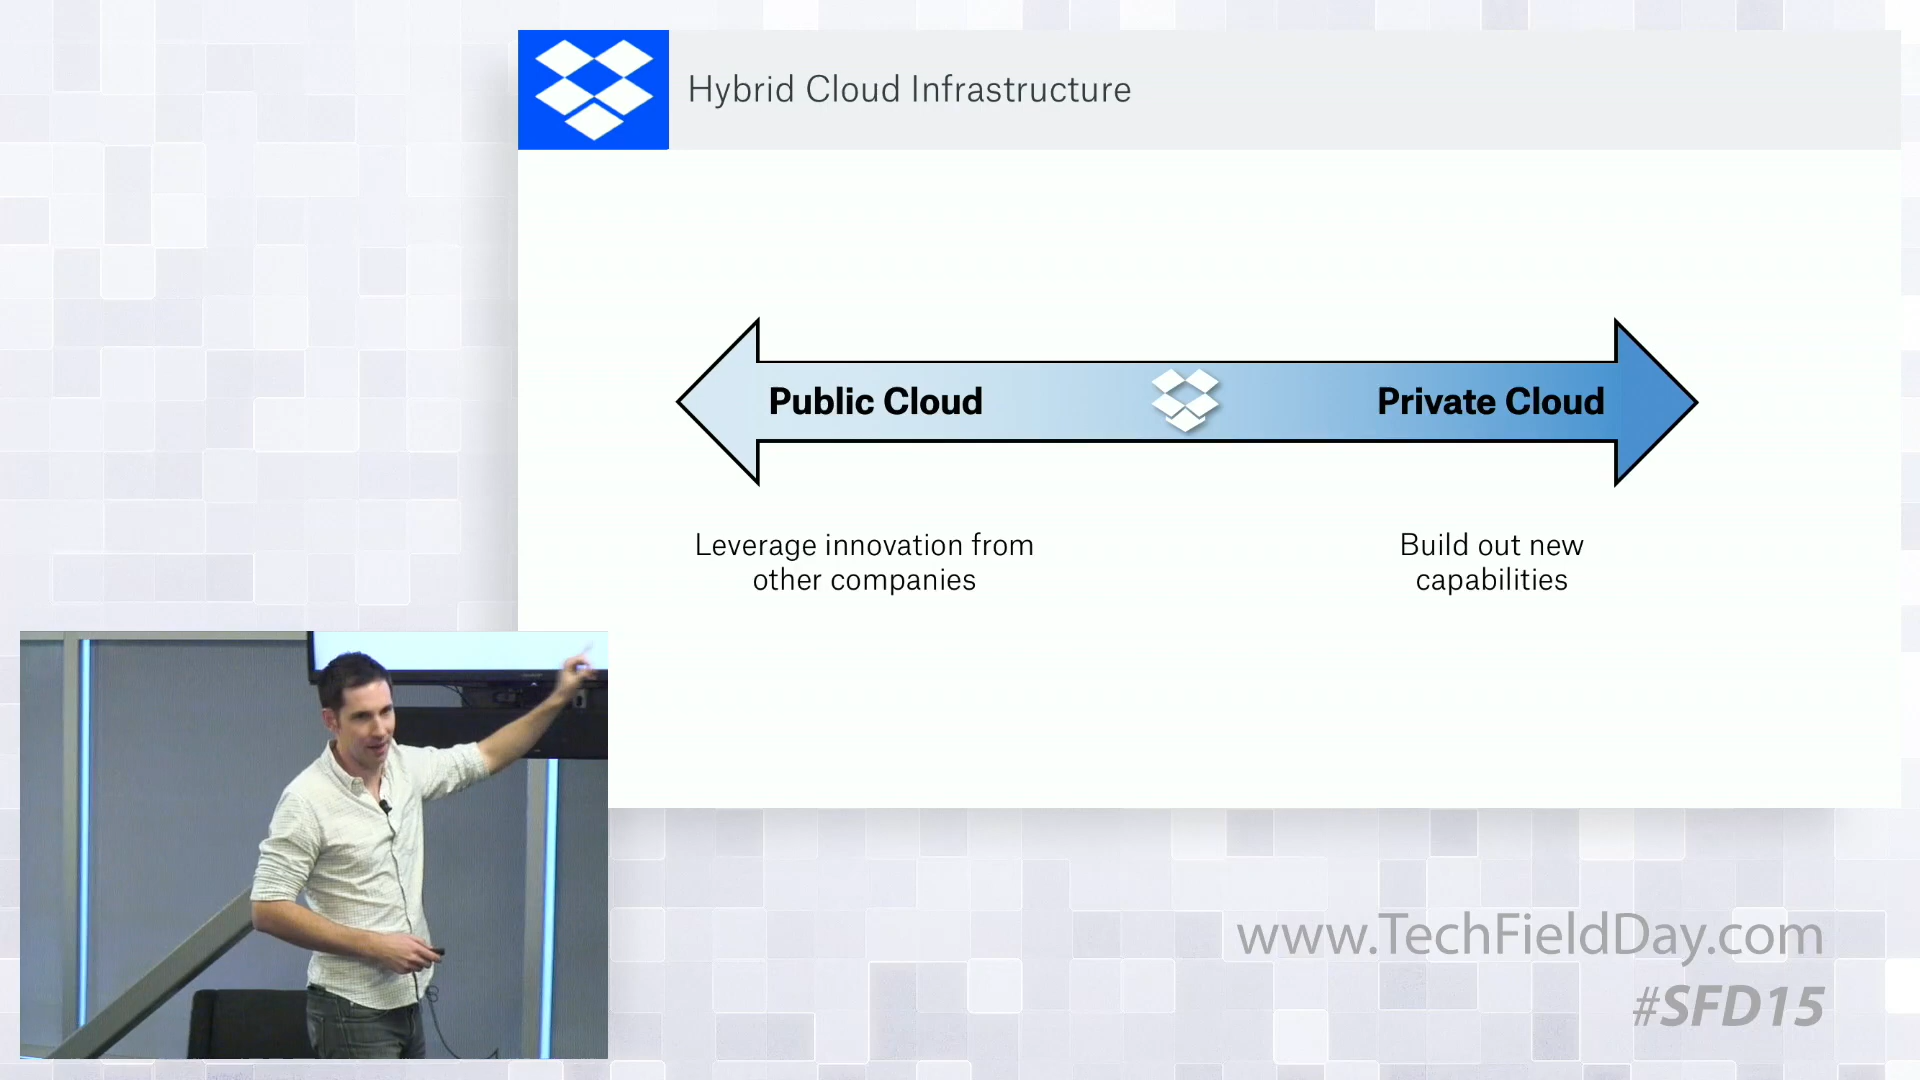 Hybrid Cloud Infrastructure
Public Cloud
Private Cloud
Leverage innovation from
other companies
Build out new
capabilities
www.TechFieldDay.com
#SFD15